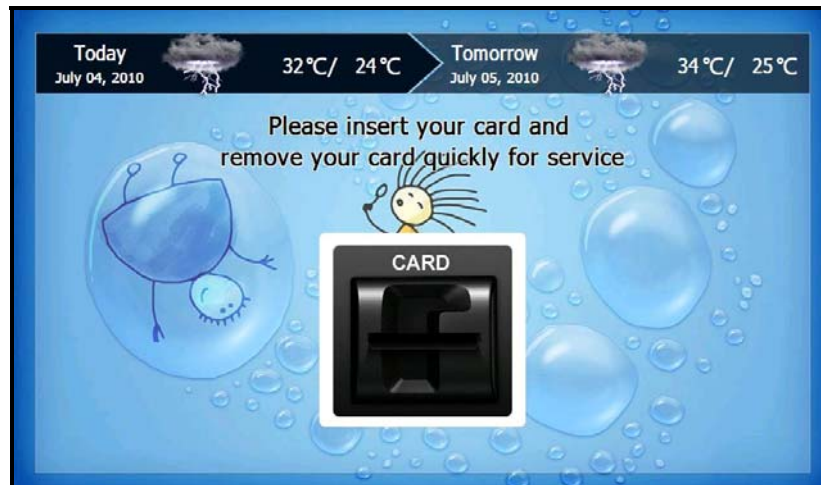 Today
July 04, 2010
32℃/ 24℃
Tomorrow
July 05, 2010
34℃/ 25℃
Please insert your card and
remove your card quickly for service
CARD